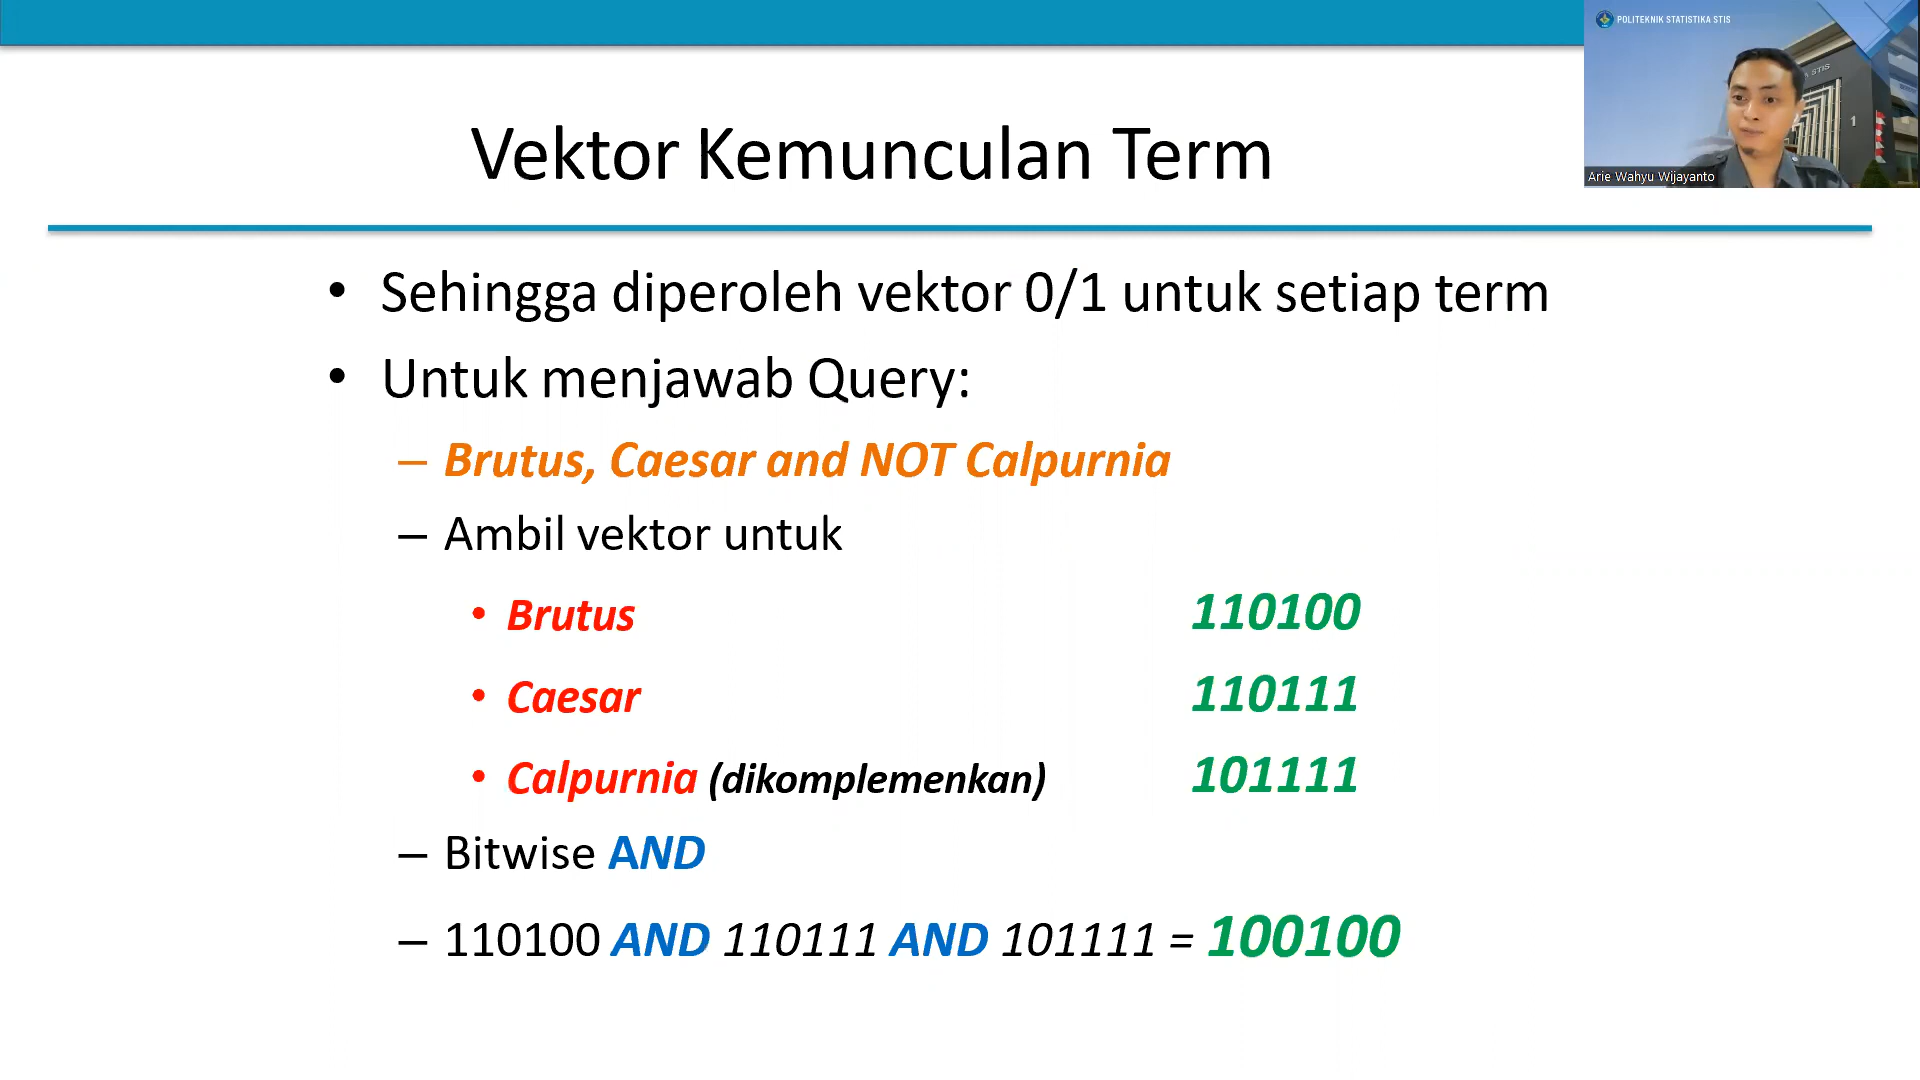 POLITEKNIK STATISTIKA STIS
A STIS
1
Arie Wahyu Wijayanto
Vektor Kemunculan Term
• Sehingga diperoleh vektor 0/1 untuk setiap term
• Untuk menjawab Query:
– Brutus, Caesar and NOT Calpurnia
– Ambil vektor untuk
• Brutus 110100
• Caesar 110111
• Calpurnia (dikomplemenkan) 101111
– Bitwise AND
– 110100 AND 110111 AND 101111 = 100100